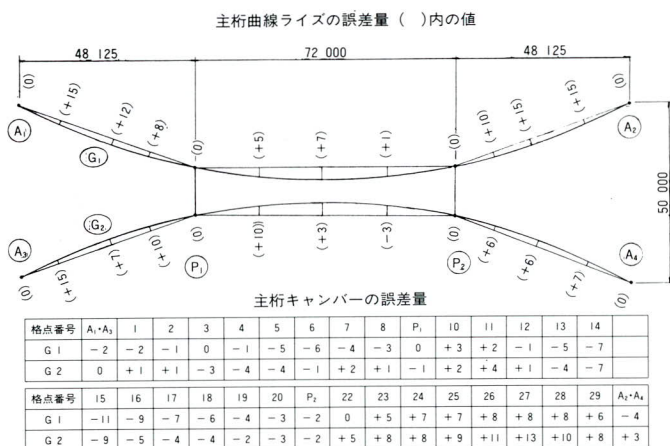 主桁曲線ライズの誤差量 ( )内の値
48 125 72 000 48 125
(0) (+15) (+12) (+8) (0) (+5) (+7) (+1) (0) (+10) (+15) (+15) (0)
A₁ G₁ A₂
50 000
A₃ G₂ P₁ P₂ A₄
(0) (+15) (+7) (+10) (0) (+10) (+3) (−3) (0) (+6) (+6) (+7) (0)
主桁キャンバーの誤差量
格点番号 A₁・A₃ 1 2 3 4 5 6 7 8 P₁ 10 11 12 13 14
G1 −2 −2 −1 0 −1 −5 −6 −4 −3 0 +3 +2 −1 −5 −7
G2 0 +1 +1 −3 −4 −4 −1 +2 +1 −1 +2 +4 +1 −4 −7
格点番号 15 16 17 18 19 20 P₂ 22 23 24 25 26 27 28 29 A₂・A₄
G1 −11 −9 −7 −6 −4 −3 −2 0 +5 +7 +7 +8 +8 +8 +6 −4
G2 −9 −5 −4 −4 −2 −3 −2 +5 +8 +8 +9 +11 +13 +10 +8 +3